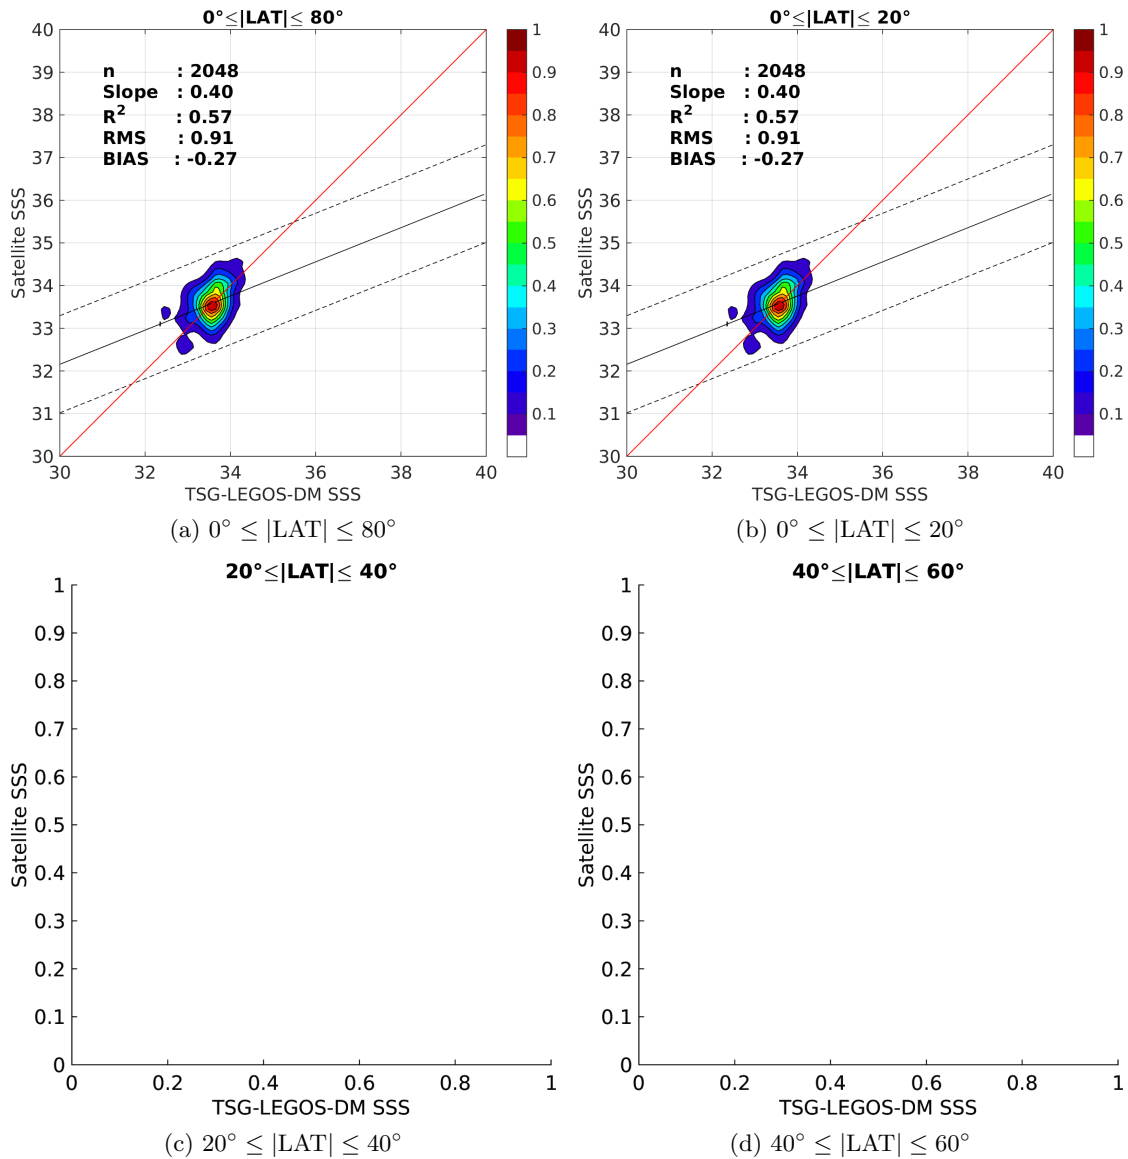 0°≤|LAT|≤ 80°
n : 2048
Slope : 0.40
R² : 0.57
RMS : 0.91
BIAS : -0.27
Satellite SSS
40
39
38
37
36
35
34
33
32
31
30
30 32 34 36 38 40
TSG-LEGOS-DM SSS
1
0.9
0.8
0.7
0.6
0.5
0.4
0.3
0.2
0.1
(a) 0° ≤ |LAT| ≤ 80°
0°≤|LAT|≤ 20°
n : 2048
Slope : 0.40
R² : 0.57
RMS : 0.91
BIAS : -0.27
Satellite SSS
40
39
38
37
36
35
34
33
32
31
30
30 32 34 36 38 40
TSG-LEGOS-DM SSS
1
0.9
0.8
0.7
0.6
0.5
0.4
0.3
0.2
0.1
(b) 0° ≤ |LAT| ≤ 20°
20°≤|LAT|≤ 40°
Satellite SSS
1
0.9
0.8
0.7
0.6
0.5
0.4
0.3
0.2
0.1
0
0 0.2 0.4 0.6 0.8 1
TSG-LEGOS-DM SSS
(c) 20° ≤ |LAT| ≤ 40°
40°≤|LAT|≤ 60°
Satellite SSS
1
0.9
0.8
0.7
0.6
0.5
0.4
0.3
0.2
0.1
0
0 0.2 0.4 0.6 0.8 1
TSG-LEGOS-DM SSS
(d) 40° ≤ |LAT| ≤ 60°